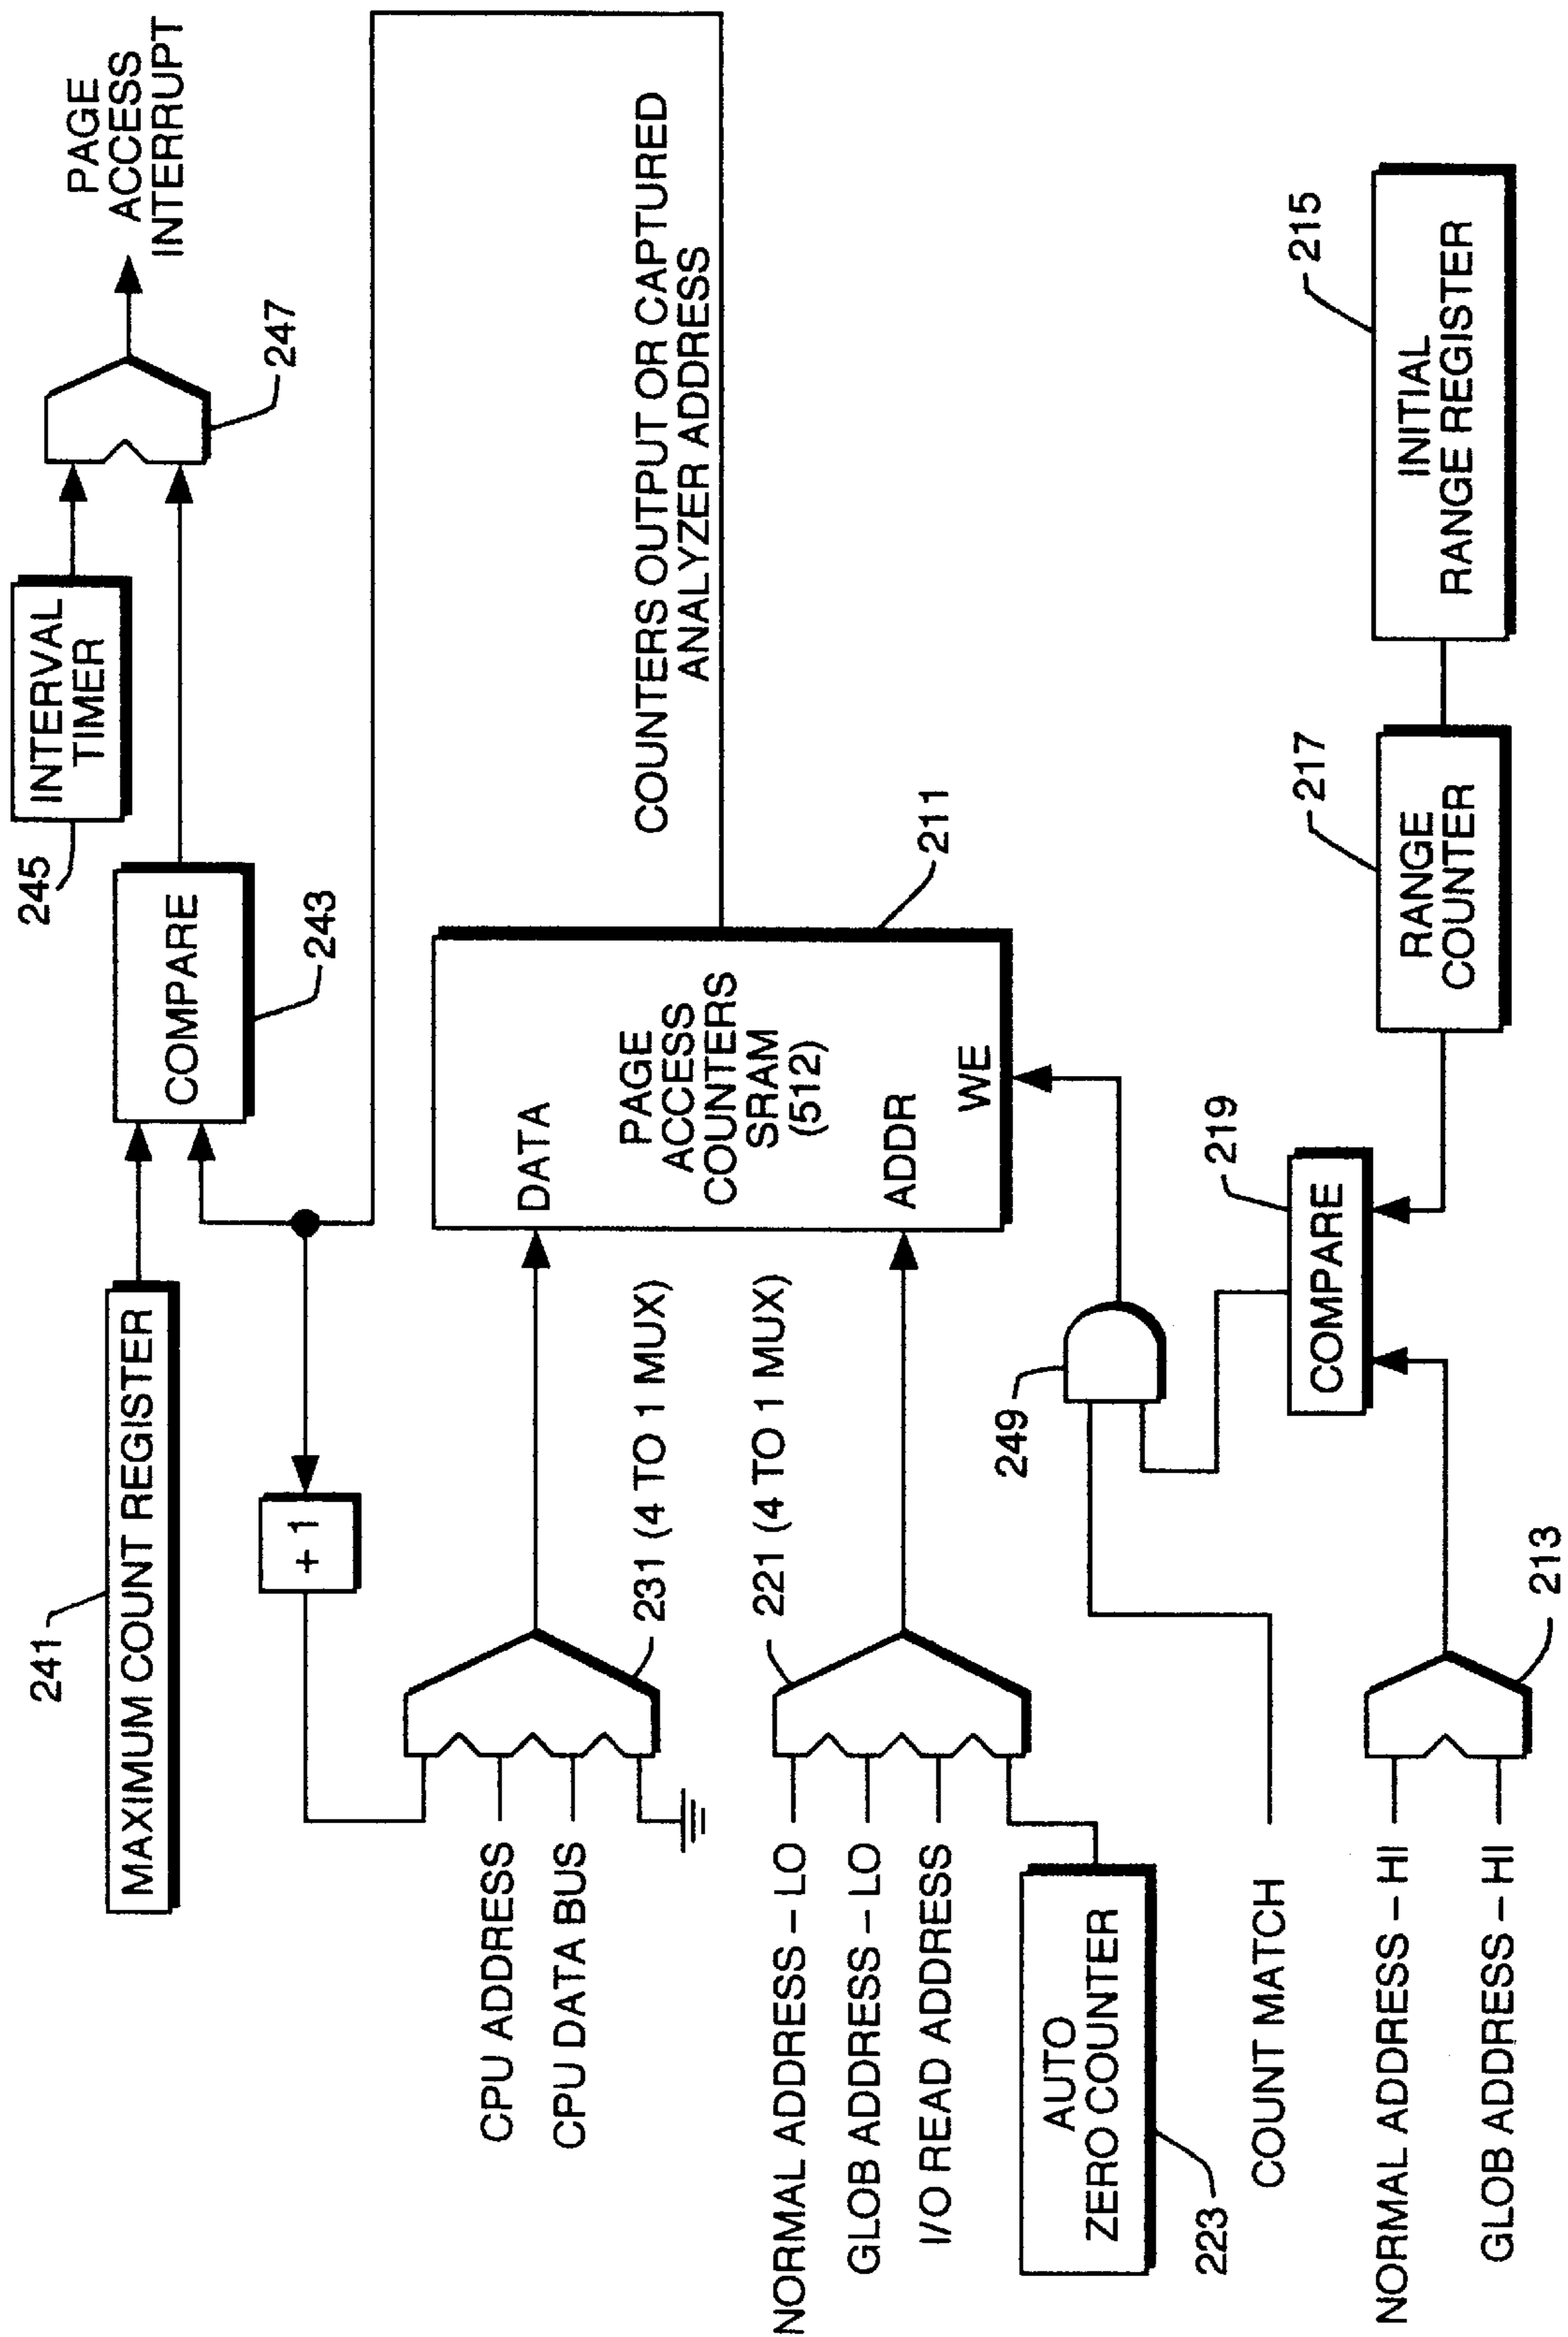 241
MAXIMUM COUNT REGISTER
COMPARE
243
245
INTERVAL
TIMER
247
PAGE
ACCESS
INTERRUPT
+ 1
CPU ADDRESS
CPU DATA BUS
231 (4 TO 1 MUX)
DATA
PAGE
ACCESS
COUNTERS
SRAM
(512)
ADDR
WE
211
COUNTERS OUTPUT OR CAPTURED
ANALYZER ADDRESS
221 (4 TO 1 MUX)
NORMAL ADDRESS – LO
GLOB ADDRESS – LO
I/O READ ADDRESS
AUTO
ZERO COUNTER
223
249
COUNT MATCH
COMPARE
219
NORMAL ADDRESS – HI
GLOB ADDRESS – HI
213
RANGE
COUNTER
217
INITIAL
RANGE REGISTER
215